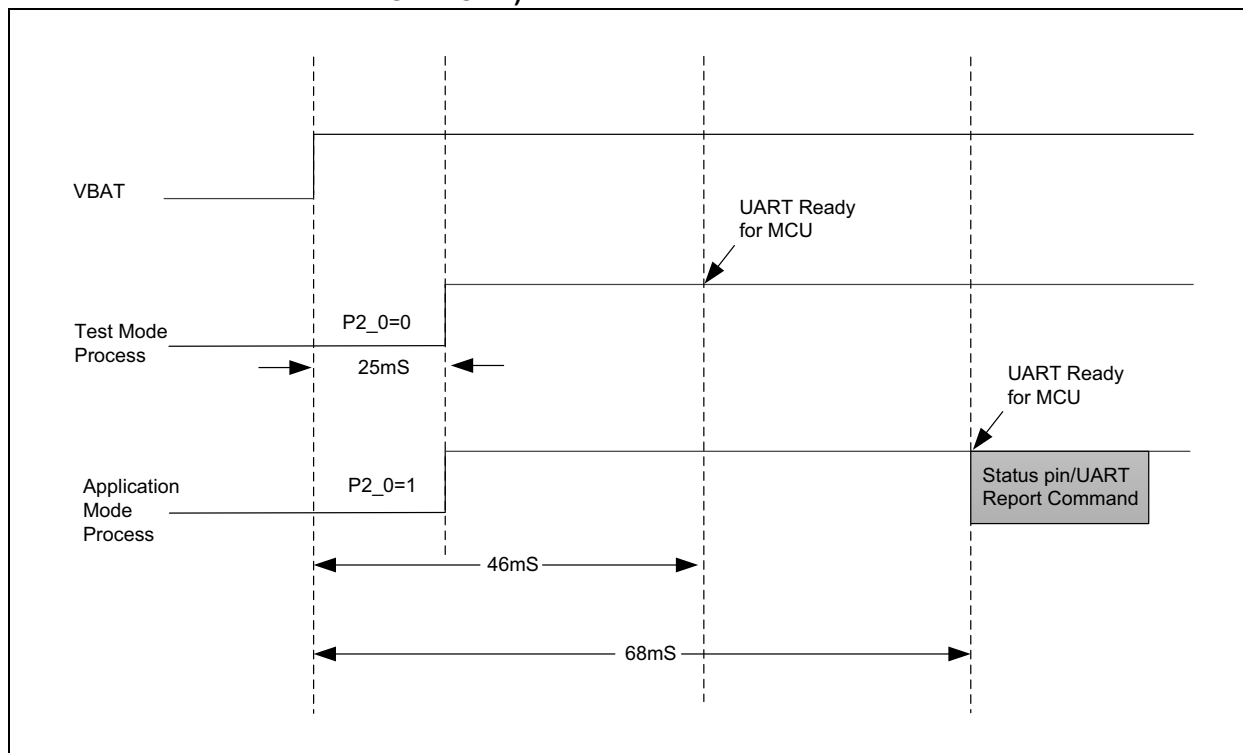 VBAT
UART Ready
for MCU
P2_0=0
Test Mode
Process
25mS
UART Ready
for MCU
P2_0=1
Application
Mode
Process
Status pin/UART
Report Command
46mS
68mS